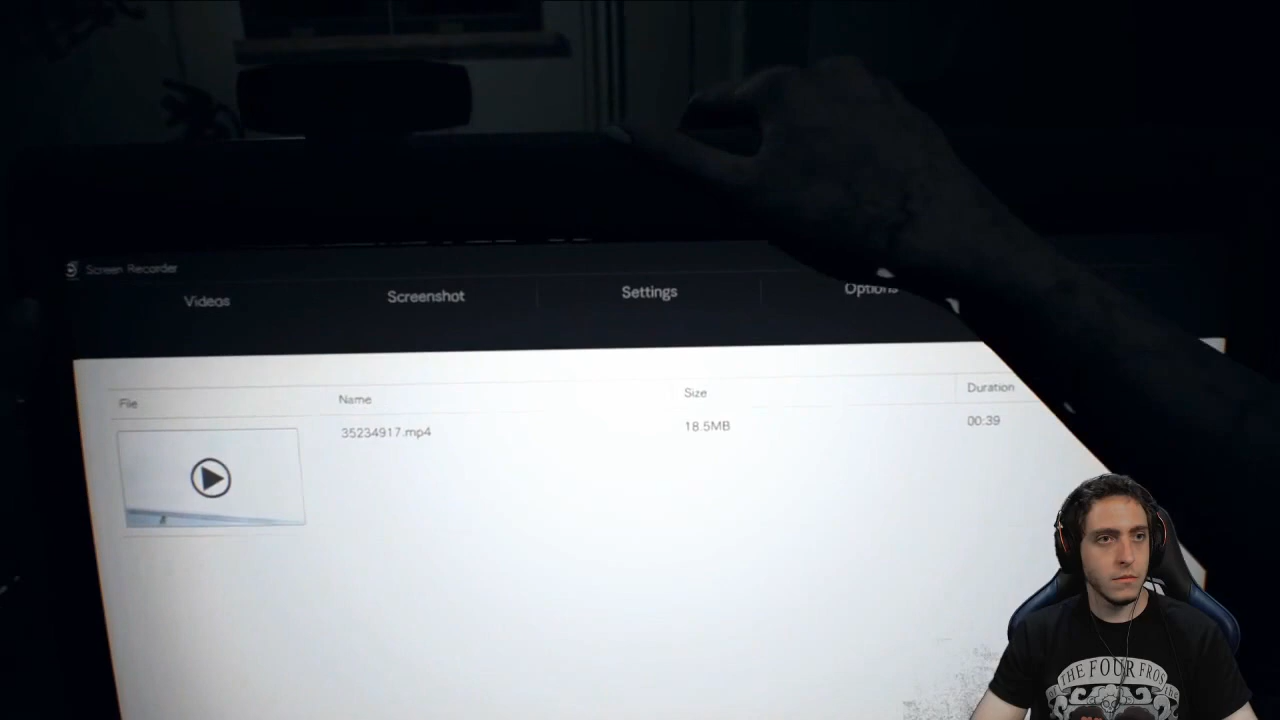 Screen Recorder
Videos
Screenshot
Settings
Options
File
Name
Size
Duration
35234917.mp4
18.5MB
00:39
THE FOUR FROS